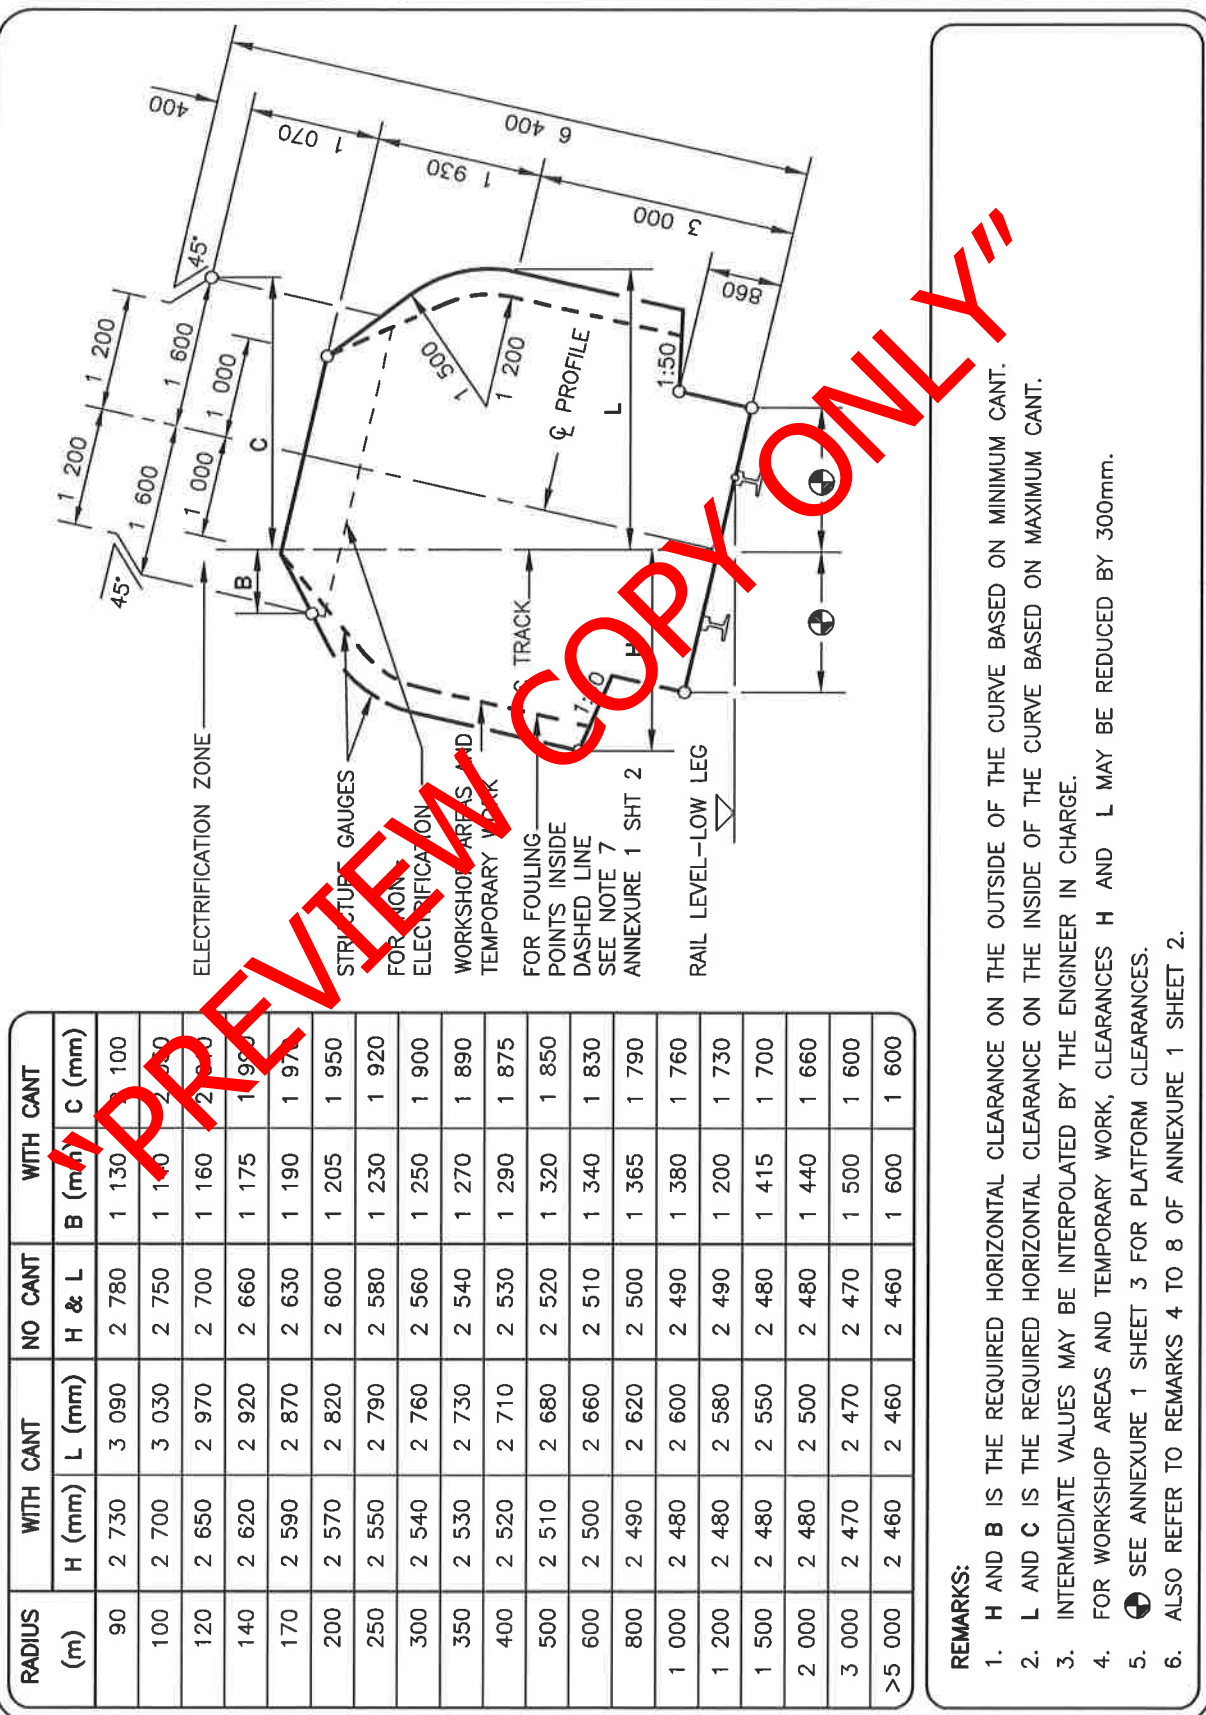 RADIUS WITH CANT NO CANT WITH CANT
(m) H (mm) L (mm) H & L B (mm) C (mm)
90 2 730 3 090 2 780 1 130 100
100 2 700 3 030 2 750 1 140 2
120 2 650 2 970 2 700 1 160 2
140 2 620 2 920 2 660 1 175 1 990
170 2 590 2 870 2 630 1 190 1 970
200 2 570 2 820 2 600 1 205 1 950
250 2 550 2 790 2 580 1 230 1 920
300 2 540 2 760 2 560 1 250 1 900
350 2 530 2 730 2 540 1 270 1 890
400 2 520 2 710 2 530 1 290 1 875
500 2 510 2 680 2 520 1 320 1 850
600 2 500 2 660 2 510 1 340 1 830
800 2 490 2 620 2 500 1 365 1 790
1 000 2 480 2 600 2 490 1 380 1 760
1 200 2 480 2 580 2 490 1 200 1 730
1 500 2 480 2 550 2 480 1 415 1 700
2 000 2 480 2 500 2 480 1 440 1 660
3 000 2 470 2 470 2 470 1 500 1 600
>5 000 2 460 2 460 2 460 1 600 1 600
ELECTRIFICATION ZONE
STRUCTURE GAUGES
FOR NON-
ELECTRIFICATION
WORKSHOP AREAS AND
TEMPORARY WORK
FOR FOULING
POINTS INSIDE
DASHED LINE
SEE NOTE 7
ANNEXURE 1 SHT 2
RAIL LEVEL-LOW LEG
45°
45°
1 200
1 200
1 600
1 600
1 000
1 000
B
C
400
1 070
1 930
6 400
3 000
860
1 500
1 200
℄ PROFILE
TRACK
L
H
1:50
"PREVIEW COPY ONLY"
REMARKS:
1. H AND B IS THE REQUIRED HORIZONTAL CLEARANCE ON THE OUTSIDE OF THE CURVE BASED ON MINIMUM CANT.
2. L AND C IS THE REQUIRED HORIZONTAL CLEARANCE ON THE INSIDE OF THE CURVE BASED ON MAXIMUM CANT.
3. INTERMEDIATE VALUES MAY BE INTERPOLATED BY THE ENGINEER IN CHARGE.
4. FOR WORKSHOP AREAS AND TEMPORARY WORK, CLEARANCES H AND L MAY BE REDUCED BY 300mm.
5. SEE ANNEXURE 1 SHEET 3 FOR PLATFORM CLEARANCES.
6. ALSO REFER TO REMARKS 4 TO 8 OF ANNEXURE 1 SHEET 2.